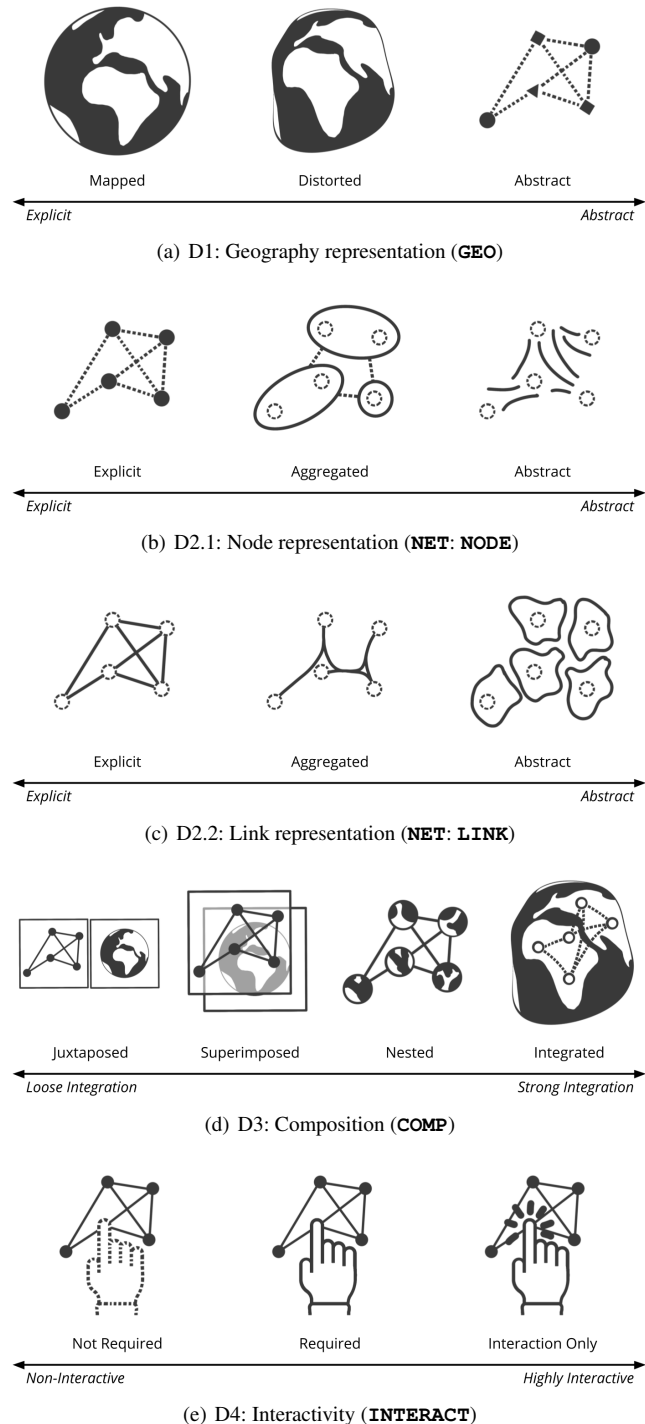 Mapped Distorted Abstract
Explicit Abstract
(a) D1: Geography representation (GEO)
Explicit Aggregated Abstract
Explicit Abstract
(b) D2.1: Node representation (NET: NODE)
Explicit Aggregated Abstract
Explicit Abstract
(c) D2.2: Link representation (NET: LINK)
Juxtaposed Superimposed Nested Integrated
Loose Integration Strong Integration
(d) D3: Composition (COMP)
Not Required Required Interaction Only
Non-Interactive Highly Interactive
(e) D4: Interactivity (INTERACT)